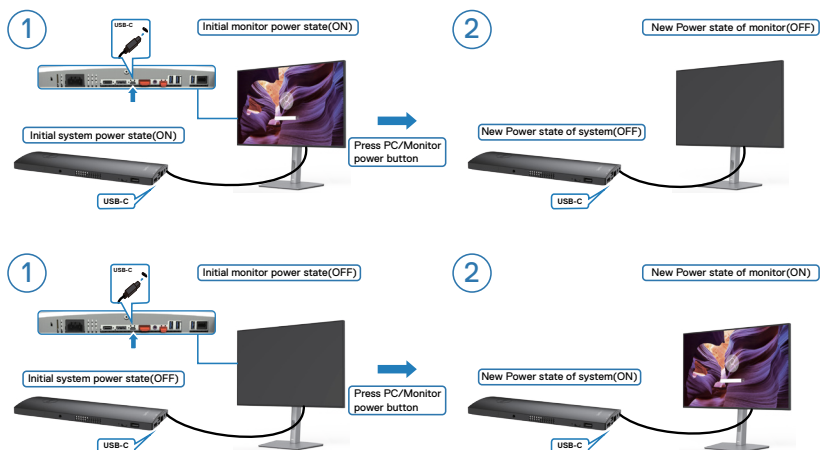 1
USB-C
Initial monitor power state(ON)
2
New Power state of monitor(OFF)
Initial system power state(ON)
Press PC/Monitor
power button
New Power state of system(OFF)
USB-C
USB-C
1
USB-C
Initial monitor power state(OFF)
2
New Power state of monitor(ON)
Initial system power state(OFF)
Press PC/Monitor
power button
New Power state of system(ON)
USB-C
USB-C